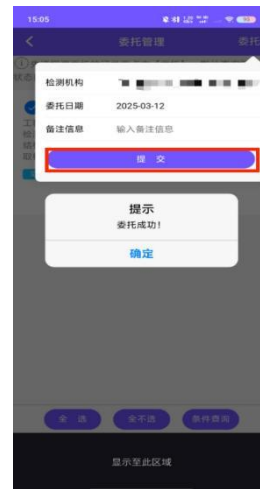 15:05
委托管理
委托
检测机构
委托日期 2025-03-12
备注信息 输入备注信息
提 交
提示
委托成功!
确定
全 选 全不选 条件查询
显示至此区域